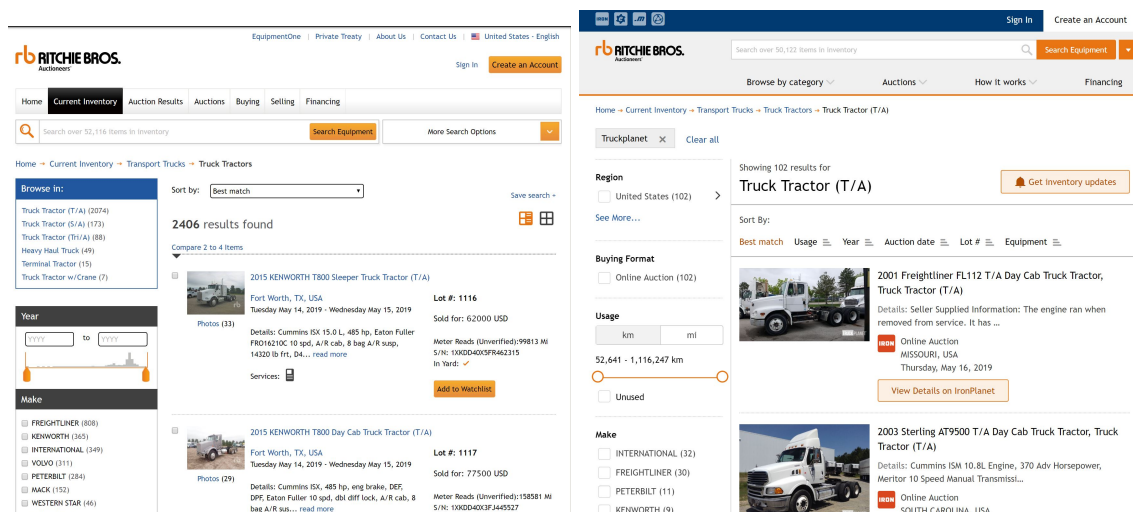 EquipmentOne | Private Treaty | About Us | Contact Us | United States - English
rb RITCHIE BROS.
Auctioneers
Sign In Create an Account
Home Current Inventory Auction Results Auctions Buying Selling Financing
Search over 52,116 items in inventory Search Equipment More Search Options
Home → Current Inventory → Transport Trucks → Truck Tractors
Browse in:
Truck Tractor (T/A) (2074)
Truck Tractor (S/A) (173)
Truck Tractor (Tri/A) (88)
Heavy Haul Truck (49)
Terminal Tractor (15)
Truck Tractor w/Crane (7)
Year
YYYY to YYYY
Make
FREIGHTLINER (808)
KENWORTH (365)
INTERNATIONAL (349)
VOLVO (311)
PETERBILT (284)
MACK (152)
WESTERN STAR (46)
Sort by: Best match
Save search +
2406 results found
Compare 2 to 4 Items
2015 KENWORTH T800 Sleeper Truck Tractor (T/A)
Fort Worth, TX, USA
Tuesday May 14, 2019 - Wednesday May 15, 2019
Photos (33)
Details: Cummins ISX 15.0 L, 485 hp, Eaton Fuller
FRO16210C 10 spd, A/R cab, 8 bag A/R susp,
14320 lb frt, D4... read more
Services:
Lot #: 1116
Sold for: 62000 USD
Meter Reads (Unverified):99813 MI
S/N: 1XKDD40X5FR462315
In Yard: ✓
Add to Watchlist
2015 KENWORTH T800 Day Cab Truck Tractor (T/A)
Fort Worth, TX, USA
Tuesday May 14, 2019 - Wednesday May 15, 2019
Photos (29)
Details: Cummins ISX, 485 hp, eng brake, DEF,
DPF, Eaton Fuller 10 spd, dbl diff lock, A/R cab, 8
bag A/R sus... read more
Lot #: 1117
Sold for: 77500 USD
Meter Reads (Unverified):158581 MI
S/N: 1XKDD40X3FJ445527
IRON .m
Sign In Create an Account
rb RITCHIE BROS.
Auctioneers
Search over 50,122 items in inventory Search Equipment
Browse by category Auctions How it works Financing
Home → Current Inventory → Transport Trucks → Truck Tractors → Truck Tractor (T/A)
Truckplanet × Clear all
Region
United States (102)
See More...
Buying Format
Online Auction (102)
Usage
km mi
52,641 - 1,116,247 km
Unused
Make
INTERNATIONAL (32)
FREIGHTLINER (30)
PETERBILT (11)
KENWORTH (9)
Showing 102 results for
Truck Tractor (T/A)
Get Inventory updates
Sort By:
Best match Usage Year Auction date Lot # Equipment
2001 Freightliner FL112 T/A Day Cab Truck Tractor,
Truck Tractor (T/A)
Details: Seller Supplied Information: The engine ran when
removed from service. It has ...
IRON Online Auction
MISSOURI, USA
Thursday, May 16, 2019
View Details on IronPlanet
2003 Sterling AT9500 T/A Day Cab Truck Tractor, Truck
Tractor (T/A)
Details: Cummins ISM 10.8L Engine, 370 Adv Horsepower,
Meritor 10 Speed Manual Transmissi...
IRON Online Auction
SOUTH CAROLINA, USA